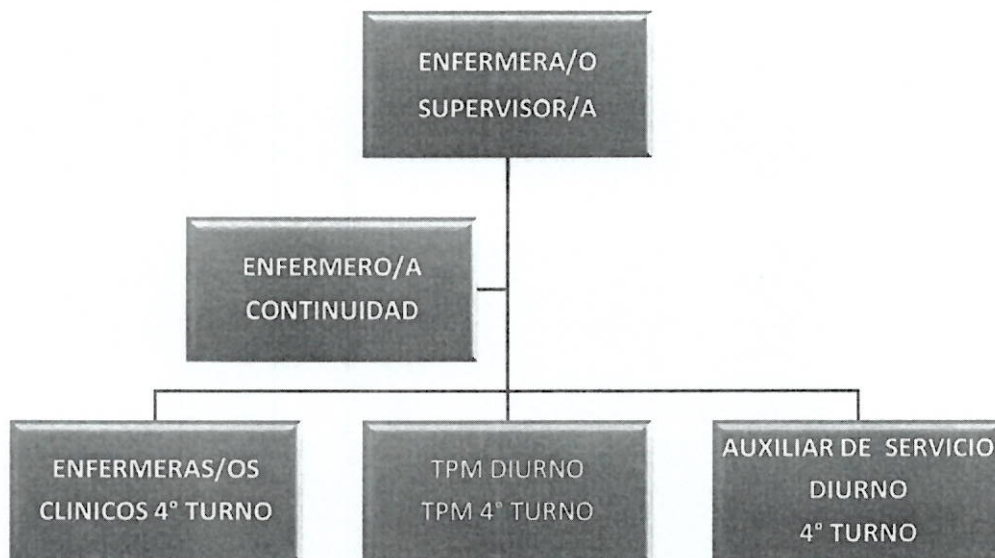 ENFERMERA/O
SUPERVISOR/A
ENFERMERO/A
CONTINUIDAD
ENFERMERAS/OS
CLINICOS 4° TURNO
TPM DIURNO
TPM 4° TURNO
AUXILIAR DE SERVICIO
DIURNO
4° TURNO